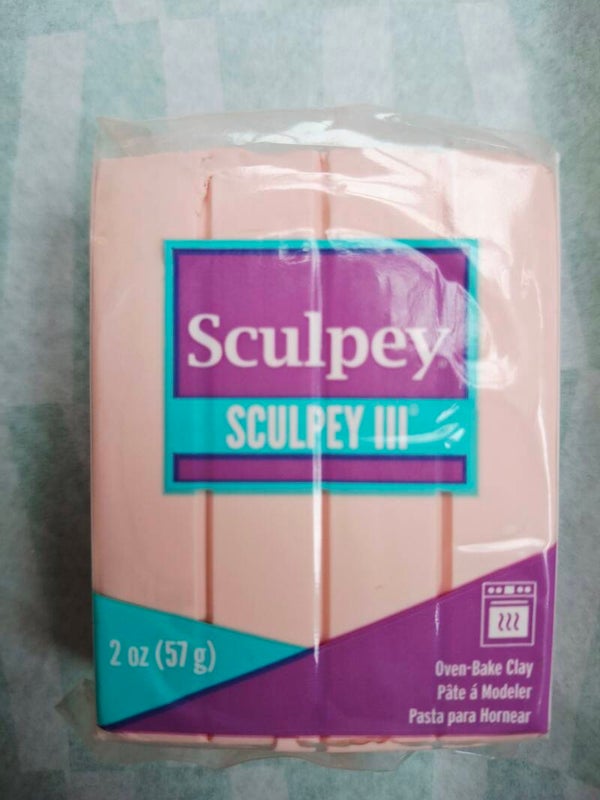 Sculpey®
SCULPEY III®
2 oz (57 g)
Oven-Bake Clay
Pâte á Modeler
Pasta para Hornear